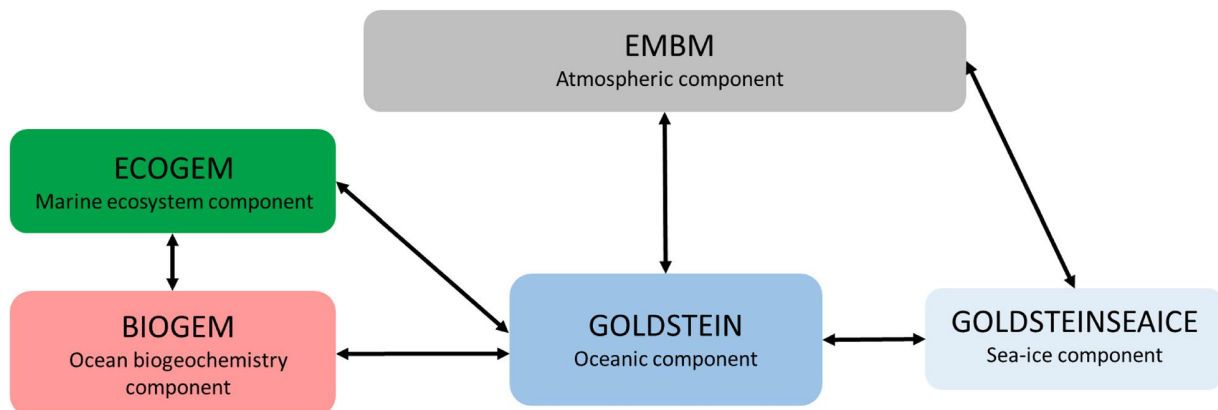 EMBM
Atmospheric component
ECOGEM
Marine ecosystem component
BIOGEM
Ocean biogeochemistry
component
GOLDSTEIN
Oceanic component
GOLDSTEINSEAICE
Sea-ice component